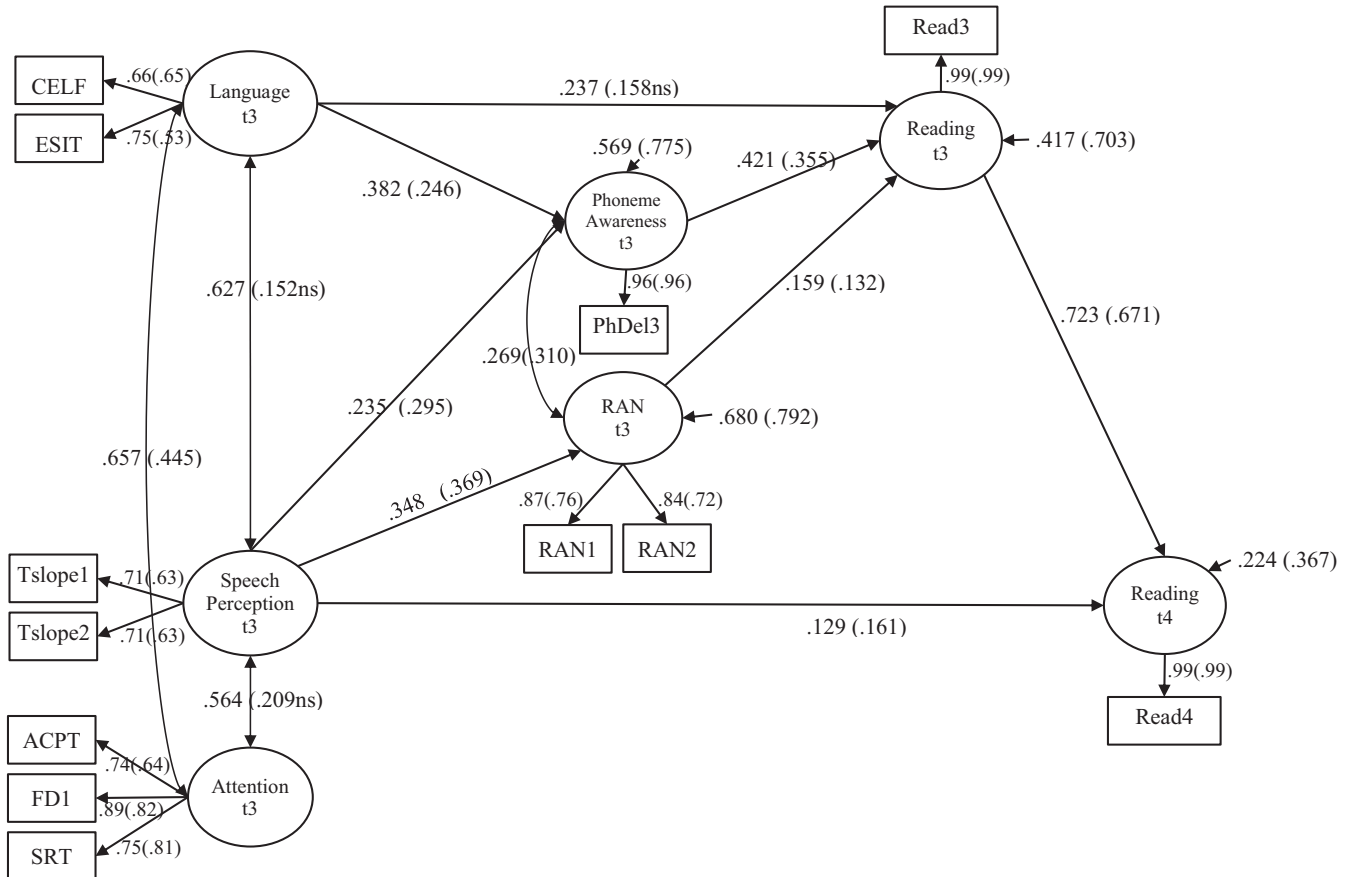 Read3
.99(.99)
CELF
.66(.65)
Language
t3
ESIT
.75(.53)
.237 (.158ns)
Reading
t3
.417 (.703)
.569 (.775)
.421 (.355)
.382 (.246)
Phoneme
Awareness
t3
.96(.96)
PhDel3
.627 (.152ns)
.159 (.132)
.723 (.671)
.269(.310)
.235 (.295)
RAN
t3
.680 (.792)
.657 (.445)
.348 (.369)
.87(.76)
.84(.72)
RAN1
RAN2
Tslope1
.71(.63)
Speech
Perception
t3
Tslope2
.71(.63)
.129 (.161)
Reading
t4
.224 (.367)
.99(.99)
Read4
.564 (.209ns)
ACPT
.74(.64)
Attention
t3
FD1
.89(.82)
SRT
.75(.81)